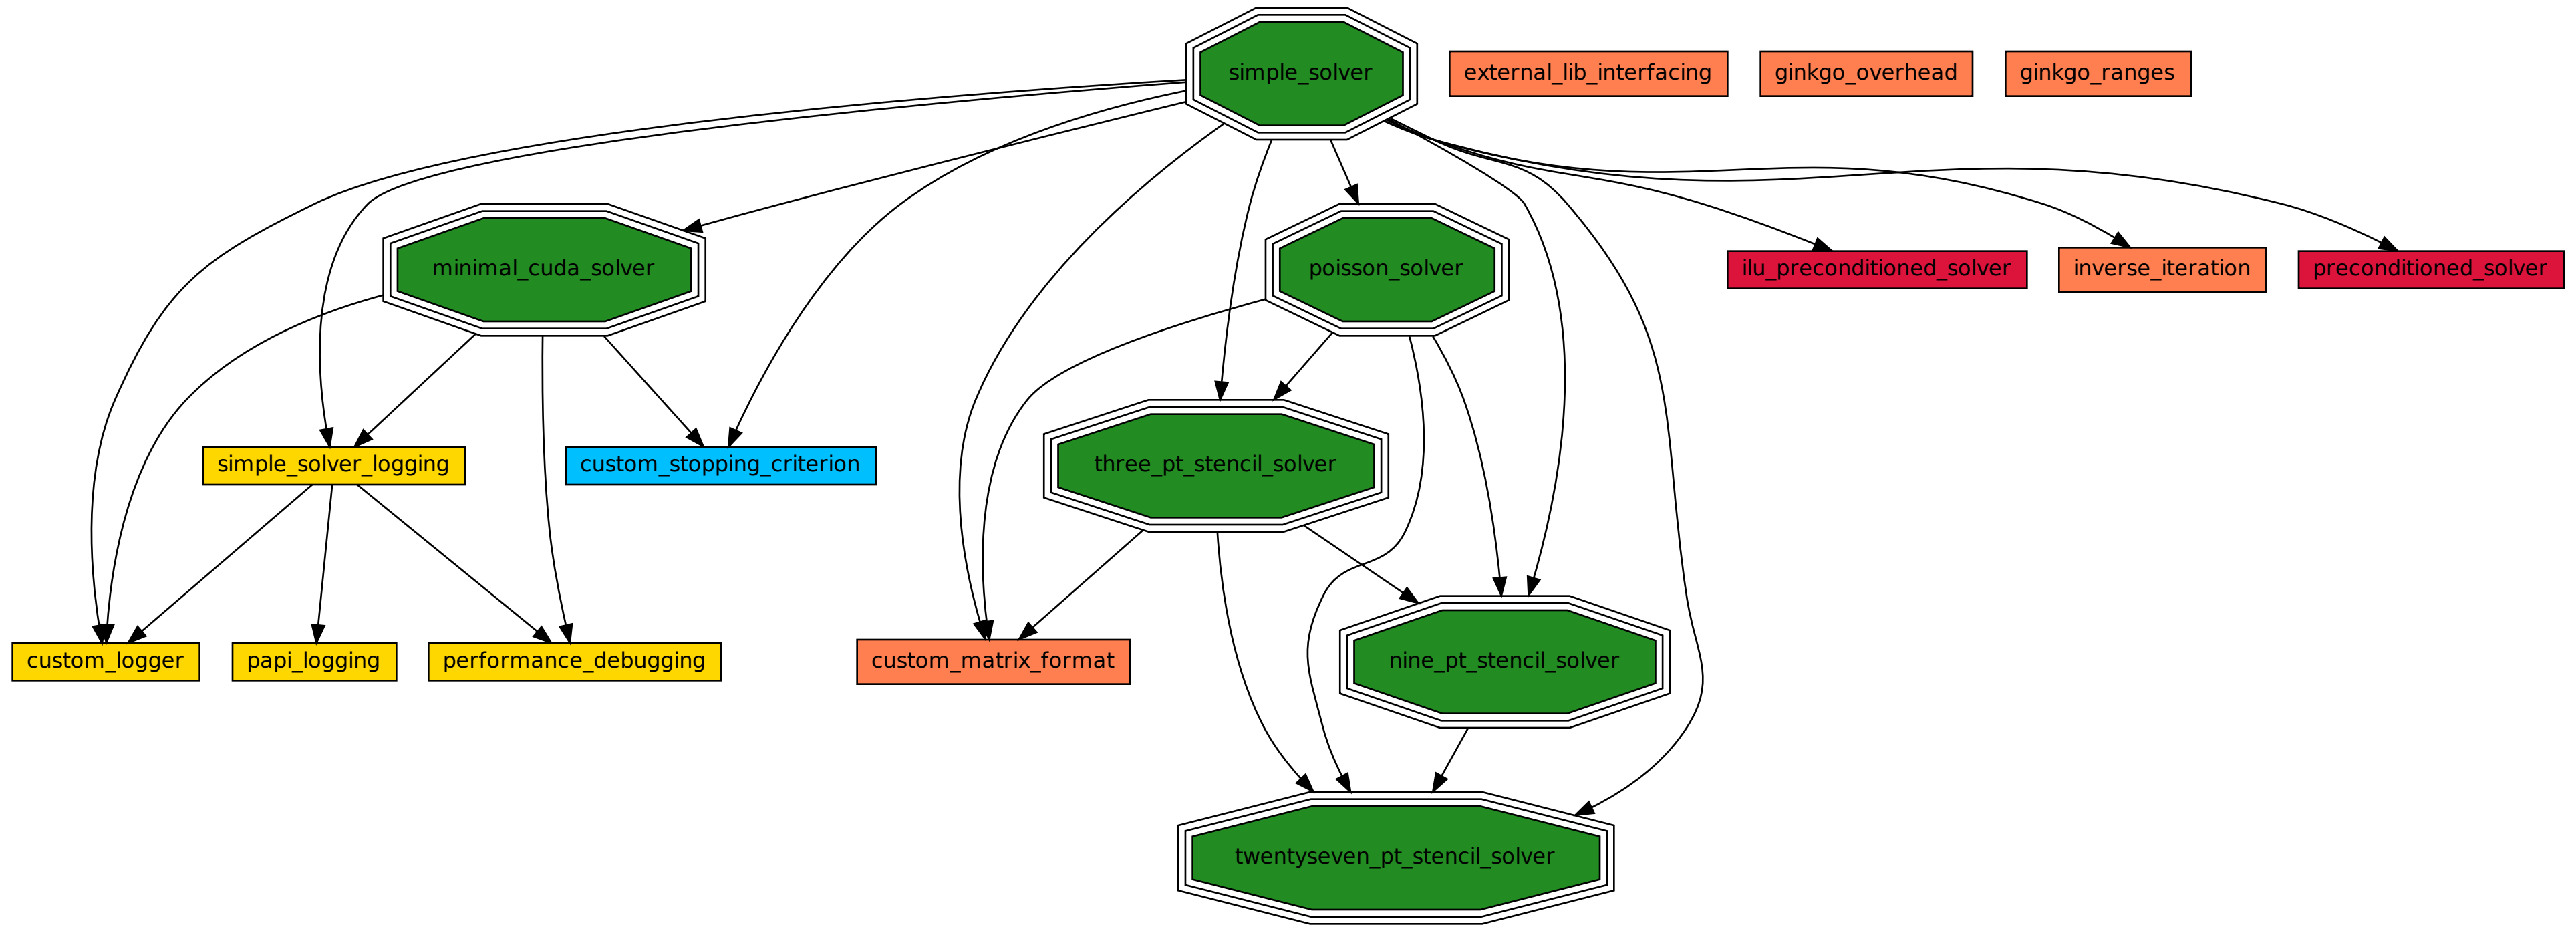 simple_solver
external_lib_interfacing
ginkgo_overhead
ginkgo_ranges
minimal_cuda_solver
poisson_solver
ilu_preconditioned_solver
inverse_iteration
preconditioned_solver
simple_solver_logging
custom_stopping_criterion
three_pt_stencil_solver
custom_logger
papi_logging
performance_debugging
custom_matrix_format
nine_pt_stencil_solver
twentyseven_pt_stencil_solver